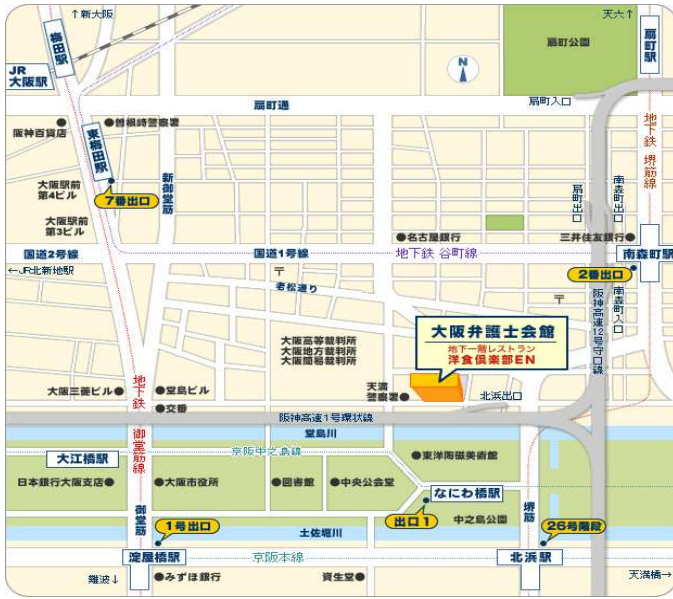 ↑新大阪
天六↑
梅田駅
扇町公園
扇町駅
JR
大阪駅
N
扇町入口
扇町通
地下鉄 堺筋線
阪神百貨店
曽根崎警察署
東梅田駅
新御堂筋
南森町出口
扇町出口
大阪駅前
第4ビル
7番出口
大阪駅前
第3ビル
名古屋銀行
三井住友銀行
国道2号線
国道1号線
地下鉄 谷町線
南森町駅
←JR北新地駅
〒
2番出口
老松通り
〒
南森町入口
阪神高速12号守口線
大阪弁護士会館
地下一階レストラン
洋食倶楽部EN
大阪高等裁判所
大阪地方裁判所
大阪簡易裁判所
地下鉄 御堂筋線
大阪三菱ビル
堂島ビル
天満
警察署
北浜出口
交番
阪神高速1号環状線
堂島川
京阪中之島線
大江橋駅
東洋陶磁美術館
日本銀行大阪支店
大阪市役所
図書館
中央公会堂
なにわ橋駅
御堂筋
堺筋
出口1
中之島公園
1号出口
土佐堀川
26号階段
淀屋橋駅
京阪本線
北浜駅
難波↓
みずほ銀行
資生堂
天満橋→